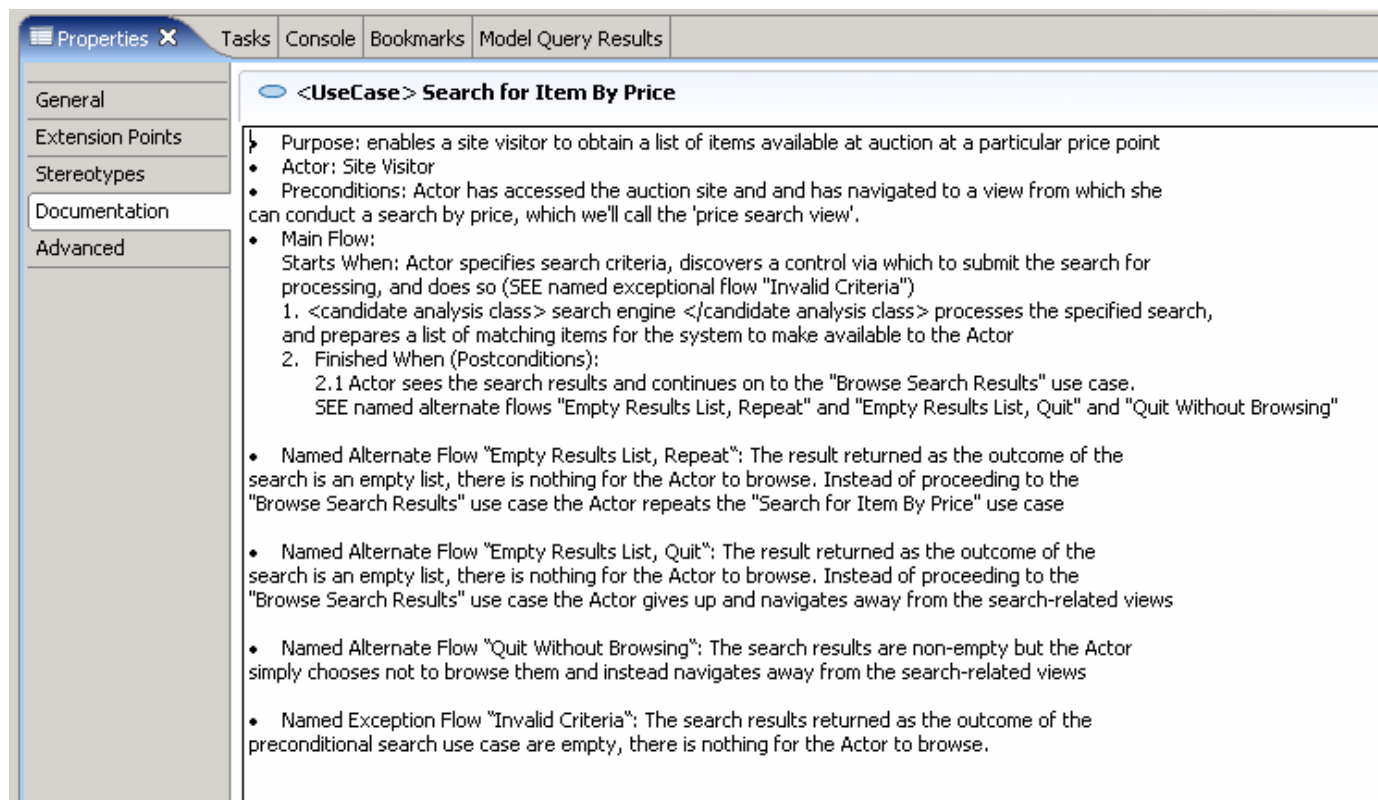 Properties Tasks Console Bookmarks Model Query Results
General
Extension Points
Stereotypes
Documentation
Advanced
<UseCase> Search for Item By Price
• Purpose: enables a site visitor to obtain a list of items available at auction at a particular price point
• Actor: Site Visitor
• Preconditions: Actor has accessed the auction site and and has navigated to a view from which she
can conduct a search by price, which we'll call the 'price search view'.
• Main Flow:
Starts When: Actor specifies search criteria, discovers a control via which to submit the search for
processing, and does so (SEE named exceptional flow "Invalid Criteria")
1. <candidate analysis class> search engine </candidate analysis class> processes the specified search,
and prepares a list of matching items for the system to make available to the Actor
2. Finished When (Postconditions):
2.1 Actor sees the search results and continues on to the "Browse Search Results" use case.
SEE named alternate flows "Empty Results List, Repeat" and "Empty Results List, Quit" and "Quit Without Browsing"
• Named Alternate Flow “Empty Results List, Repeat“: The result returned as the outcome of the
search is an empty list, there is nothing for the Actor to browse. Instead of proceeding to the
"Browse Search Results" use case the Actor repeats the "Search for Item By Price" use case
• Named Alternate Flow “Empty Results List, Quit“: The result returned as the outcome of the
search is an empty list, there is nothing for the Actor to browse. Instead of proceeding to the
"Browse Search Results" use case the Actor gives up and navigates away from the search-related views
• Named Alternate Flow “Quit Without Browsing“: The search results are non-empty but the Actor
simply chooses not to browse them and instead navigates away from the search-related views
• Named Exception Flow “Invalid Criteria“: The search results returned as the outcome of the
preconditional search use case are empty, there is nothing for the Actor to browse.